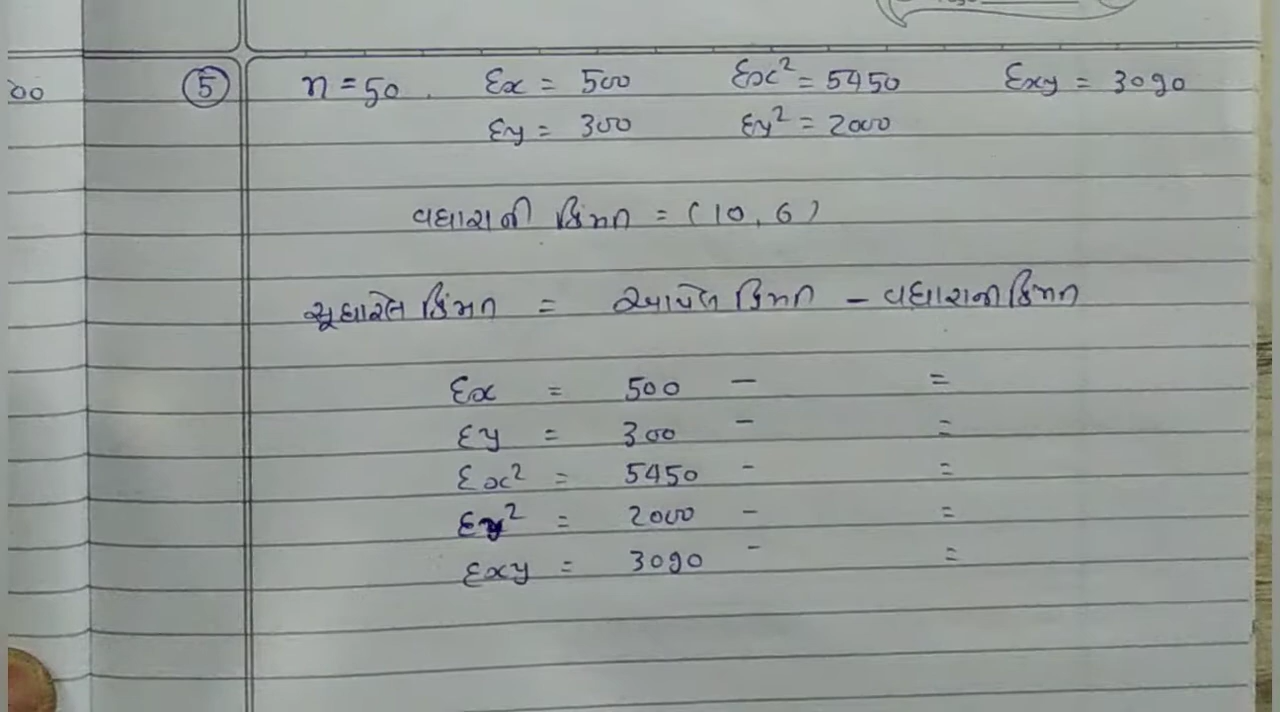 00
⑤ n = 50. Σx = 500 Σx² = 5450 Σxy = 3090
Σy = 300 Σy² = 2000
વધારાની કિંમત = (10, 6)
સૂધારેલ કિંમત = આપેલ કિંમત - વધારાની કિંમત
Σx = 500 - =
Σy = 300 - =
Σx² = 5450 - =
Σy² = 2000 - =
Σxy = 3090 - =